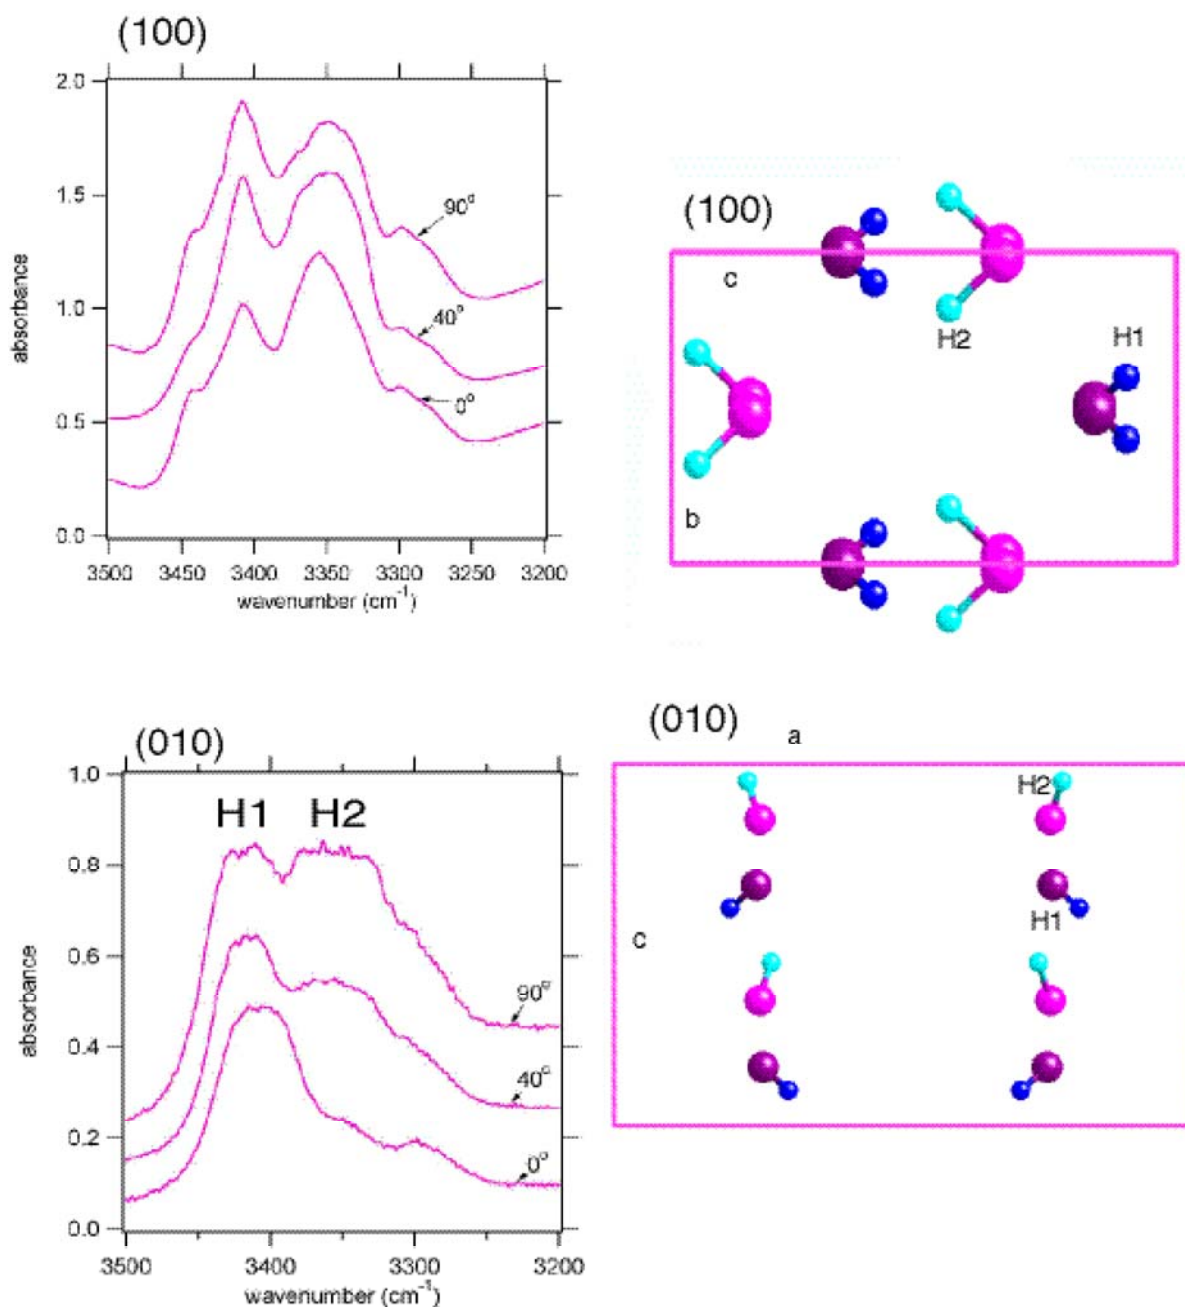 (100)
2.0
1.5
1.0
0.5
0.0
absorbance
90°
40°
0°
3500 3450 3400 3350 3300 3250 3200
wavenumber (cm⁻¹)
(100)
c
H2
H1
b
(010)
1.0
0.8
0.6
0.4
0.2
0.0
absorbance
H1 H2
90°
40°
0°
3500 3400 3300 3200
wavenumber (cm⁻¹)
(010)
a
H2
H1
c